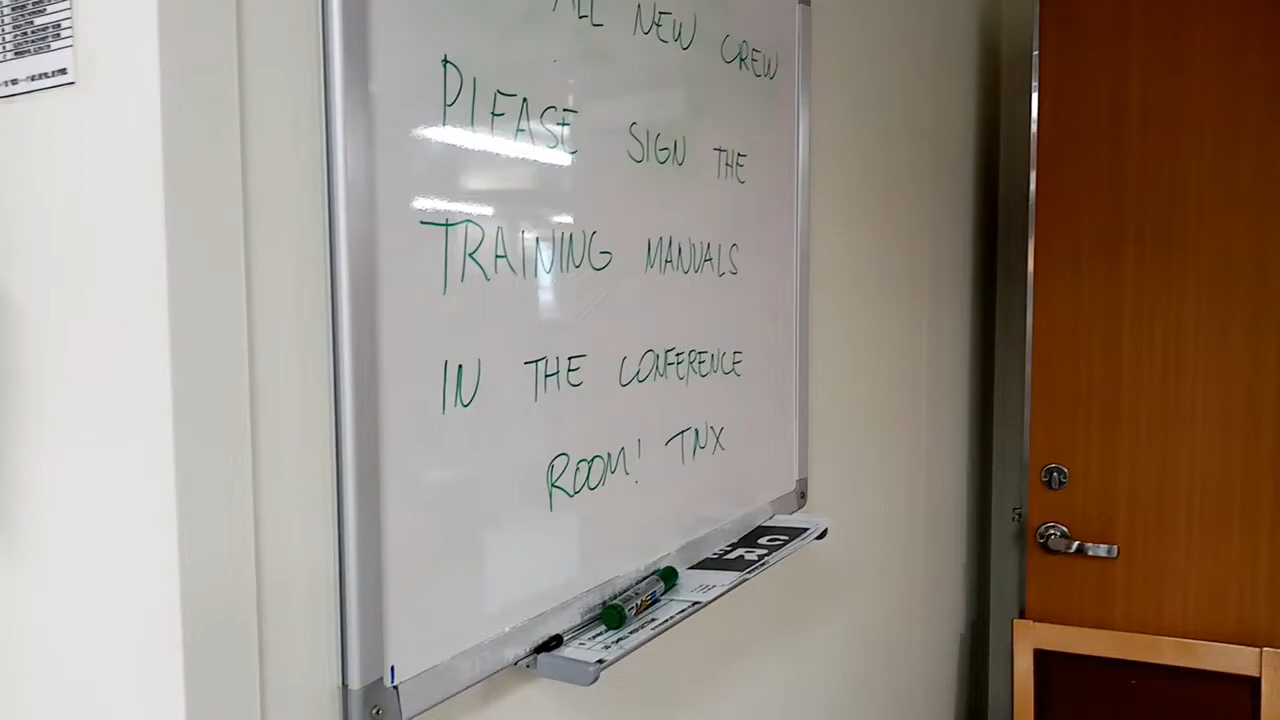 ALL NEW CREW
PLEASE SIGN THE
TRAINING MANUALS
IN THE CONFERENCE
ROOM! TNX